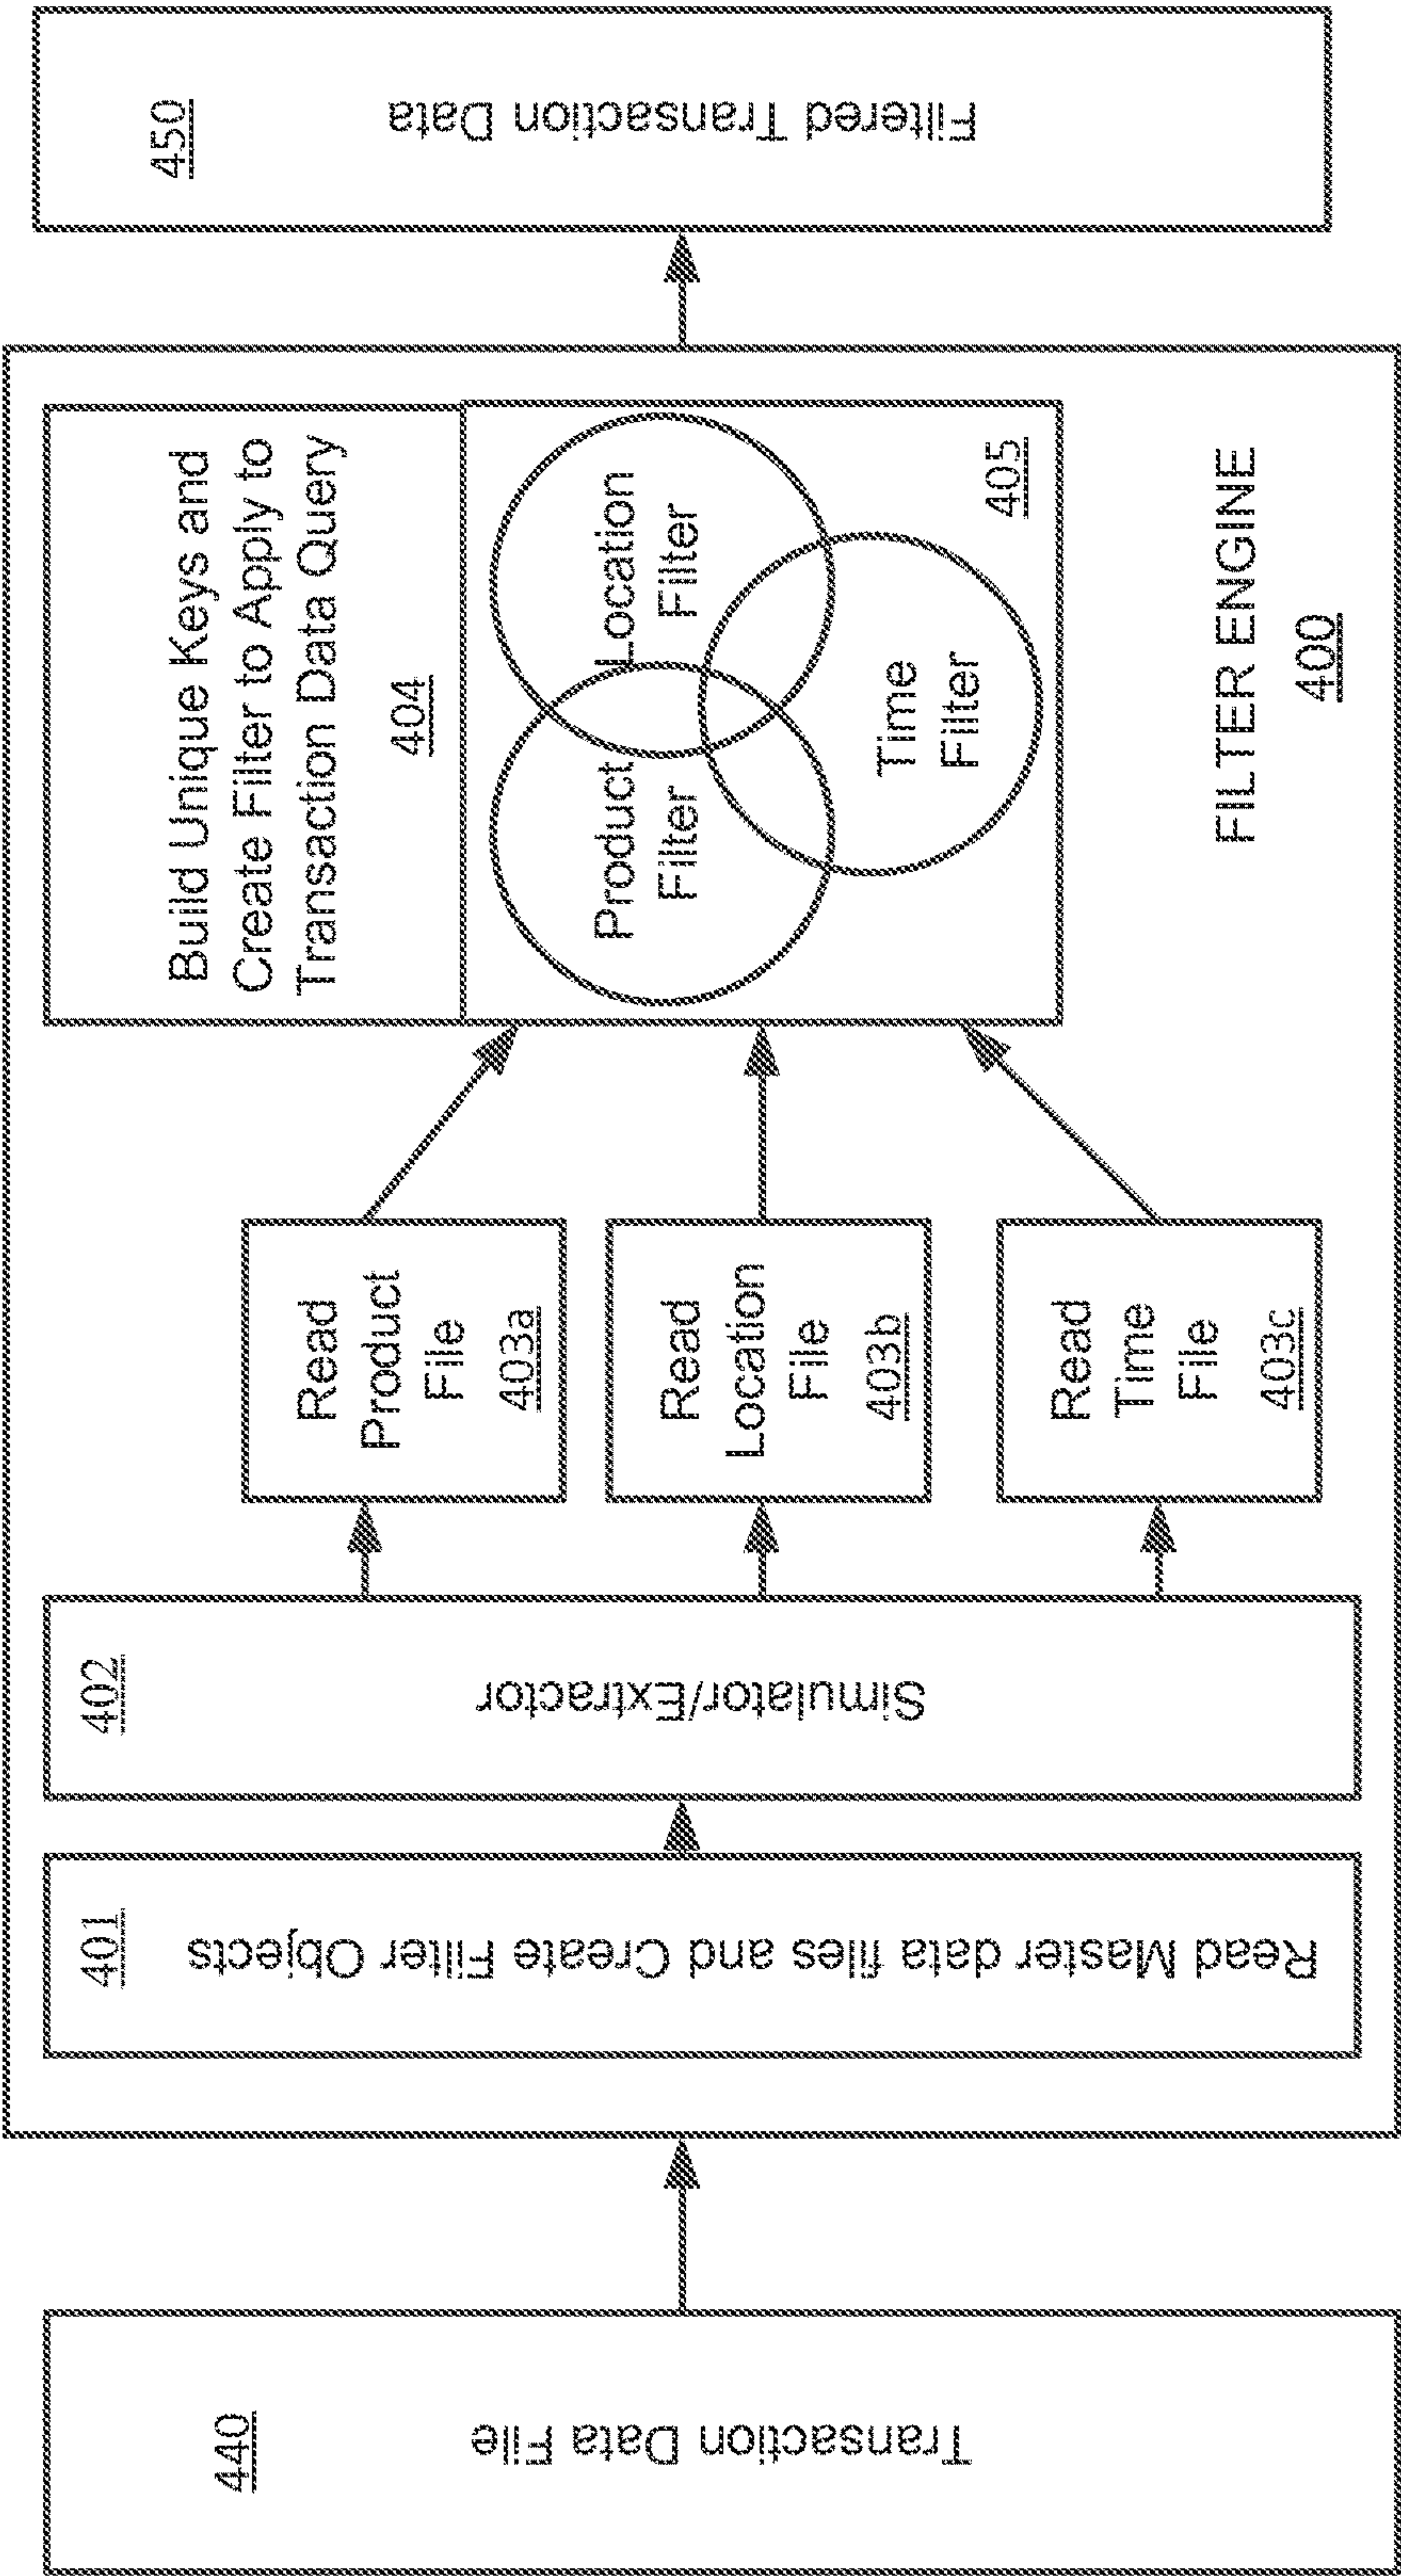 440
Transaction Data File
401
Read Master data files and Create Filter Objects
402
Simulator/Extractor
Read
Product
File
403a
Read
Location
File
403b
Read
Time
File
403c
Build Unique Keys and
Create Filter to Apply to
Transaction Data Query
404
Product
Filter
Location
Filter
Time
Filter
405
FILTER ENGINE
400
450
Filtered Transaction Data